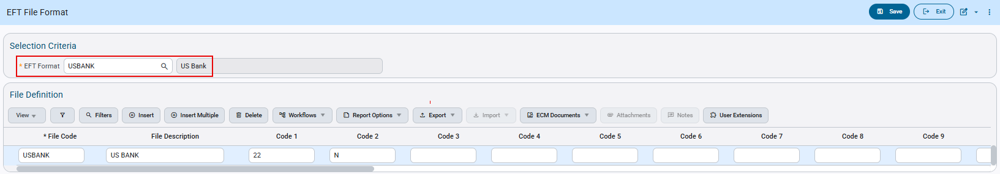 EFT File Format
Save Exit
Selection Criteria
* EFT Format USBANK US Bank
File Definition
View Filters Insert Insert Multiple Delete Workflows Report Options Export Import ECM Documents Attachments Notes User Extensions
* File Code File Description Code 1 Code 2 Code 3 Code 4 Code 5 Code 6 Code 7 Code 8 Code 9
USBANK US BANK 22 N